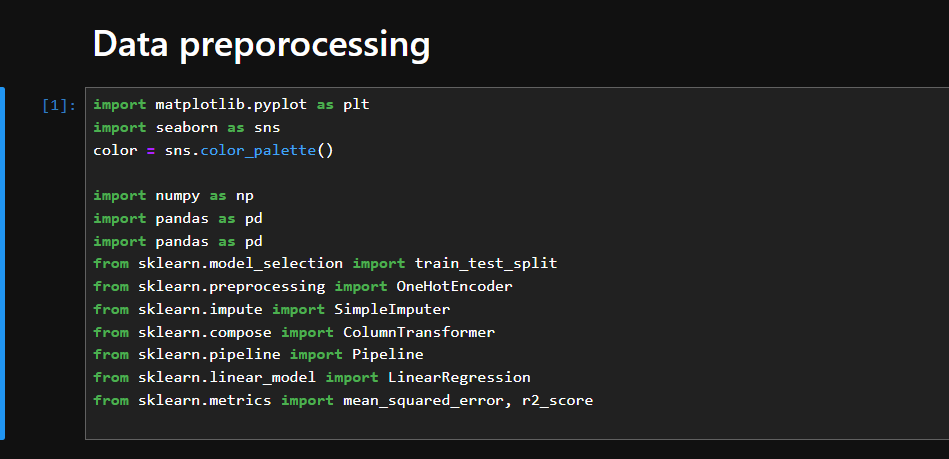 Data preporocessing
[1]:
import matplotlib.pyplot as plt
import seaborn as sns
color = sns.color_palette()
import numpy as np
import pandas as pd
import pandas as pd
from sklearn.model_selection import train_test_split
from sklearn.preprocessing import OneHotEncoder
from sklearn.impute import SimpleImputer
from sklearn.compose import ColumnTransformer
from sklearn.pipeline import Pipeline
from sklearn.linear_model import LinearRegression
from sklearn.metrics import mean_squared_error, r2_score